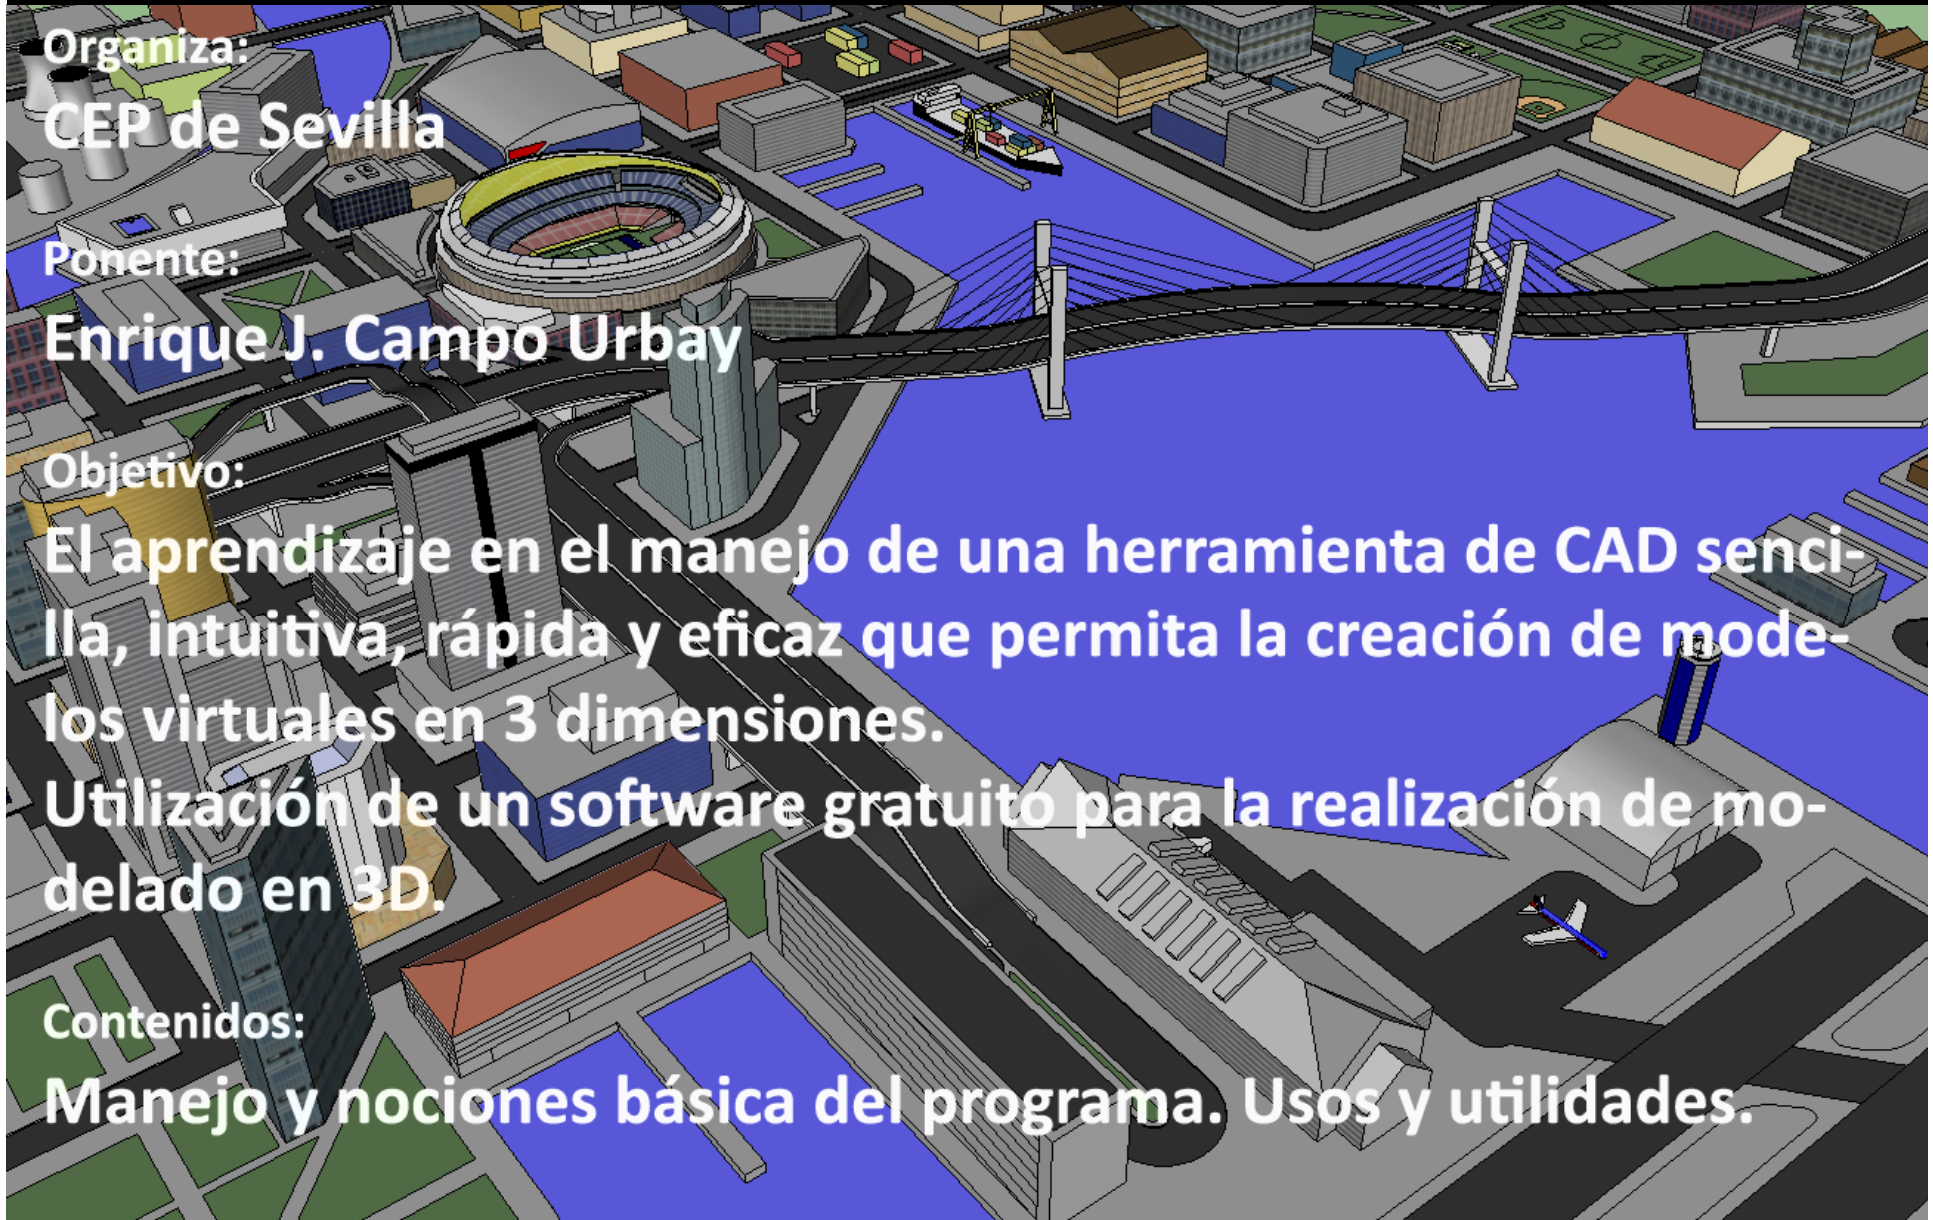 Organiza:
CEP de Sevilla
Ponente:
Enrique J. Campo Urbay
Objetivo:
El aprendizaje en el manejo de una herramienta de CAD senci-
lla, intuitiva, rápida y eficaz que permita la creación de mode-
los virtuales en 3 dimensiones.
Utilización de un software gratuito para la realización de mo-
delado en 3D.
Contenidos:
Manejo y nociones básica del programa. Usos y utilidades.